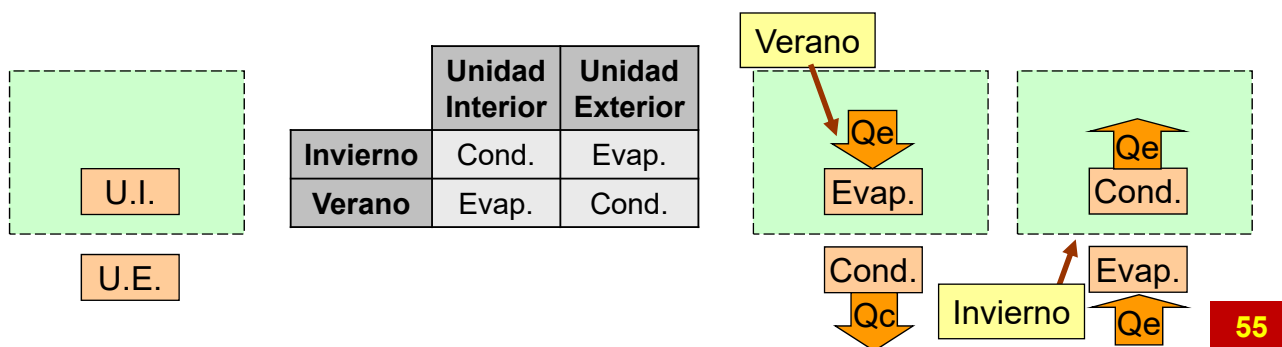 U.I.
U.E.
Unidad Interior Unidad Exterior
Invierno Cond. Evap.
Verano Evap. Cond.
Verano
Qe
Evap.
Cond.
Qc
Invierno
Qe
Cond.
Evap.
Qe
55